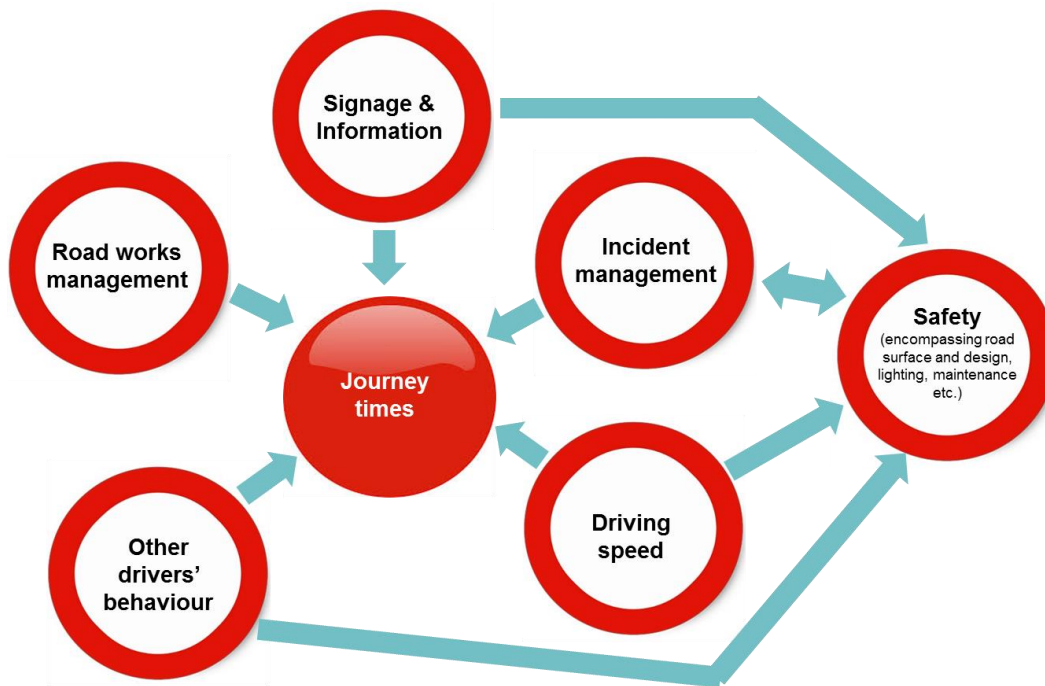 Signage &
Information
Road works
management
Incident
management
Safety
(encompassing road
surface and design,
lighting, maintenance
etc.)
Journey
times
Driving
speed
Other
drivers’
behaviour